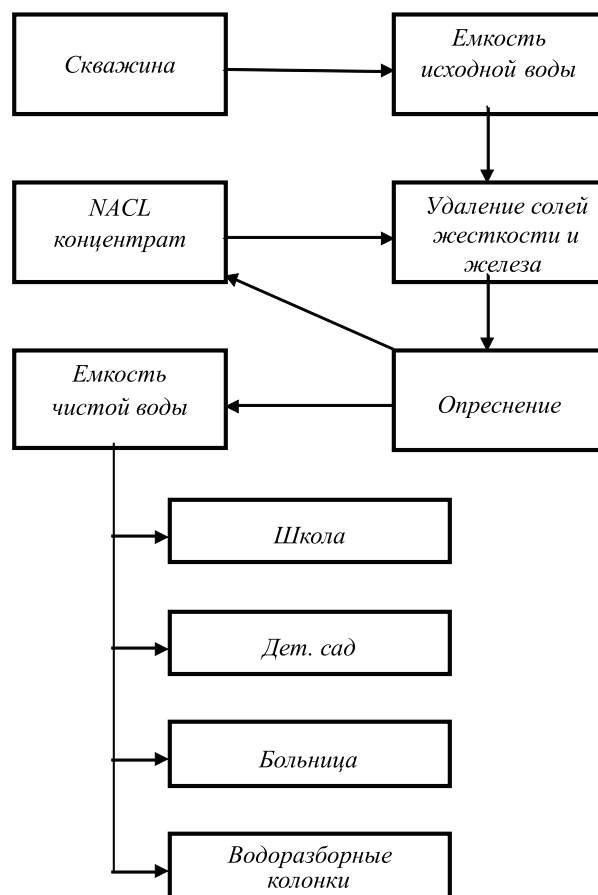 Скважина
Емкость
исходной воды
NACL
концентрат
Удаление солей
жесткости и
железа
Емкость
чистой воды
Опреснение
Школа
Дет. сад
Больница
Водоразборные
колонки